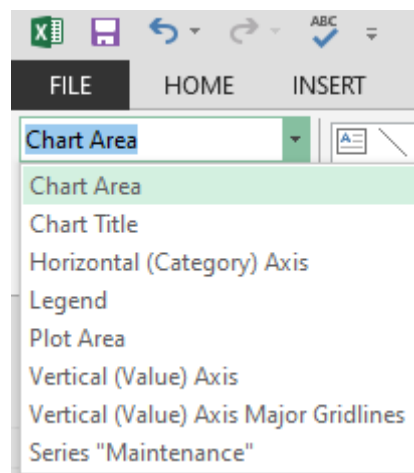 ABC
FILE HOME INSERT
Chart Area
Chart Area
Chart Title
Horizontal (Category) Axis
Legend
Plot Area
Vertical (Value) Axis
Vertical (Value) Axis Major Gridlines
Series "Maintenance"